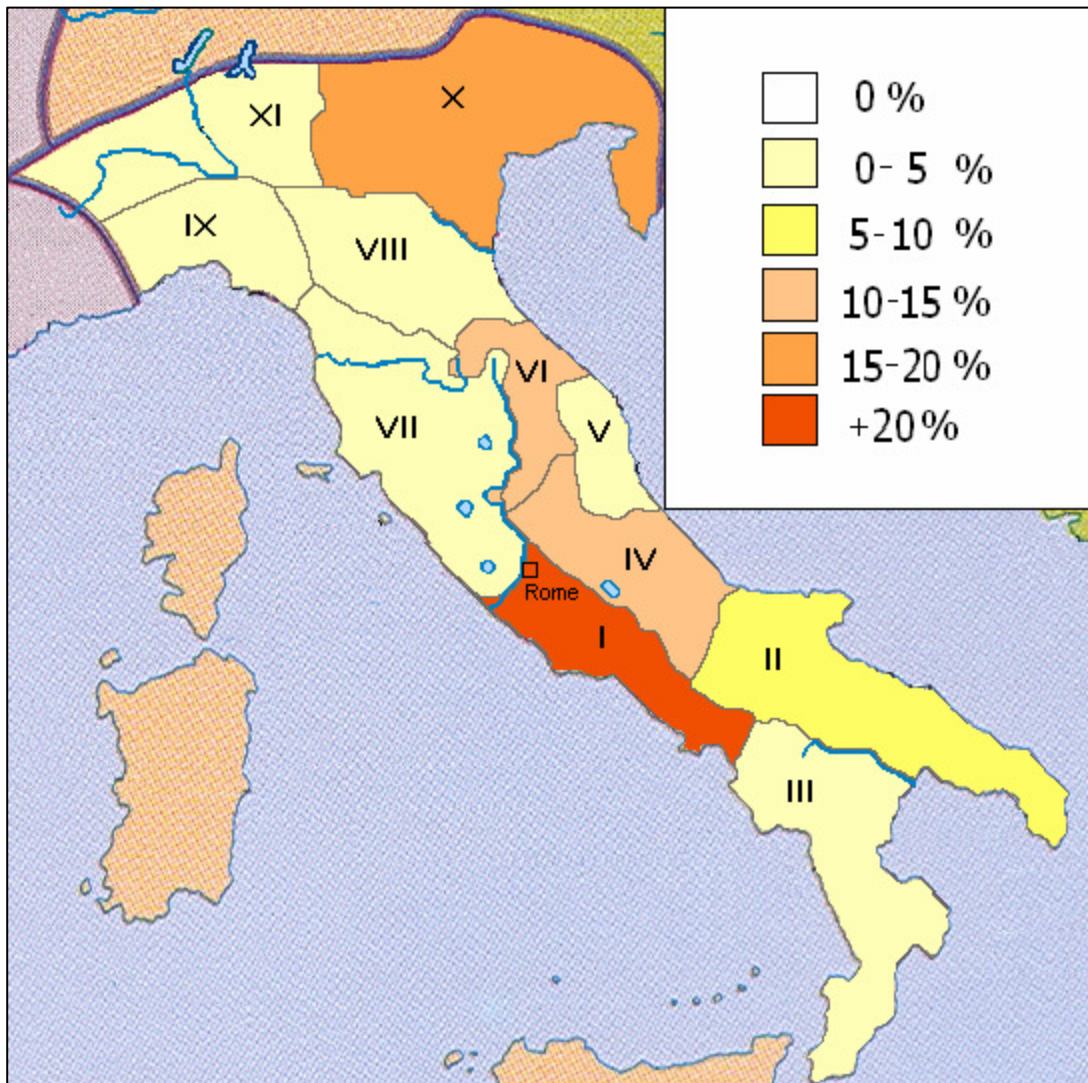 X
XI
IX
VIII
VI
VII
V
IV
Rome
I
II
III
0 %
0- 5 %
5-10 %
10-15 %
15-20 %
+20%